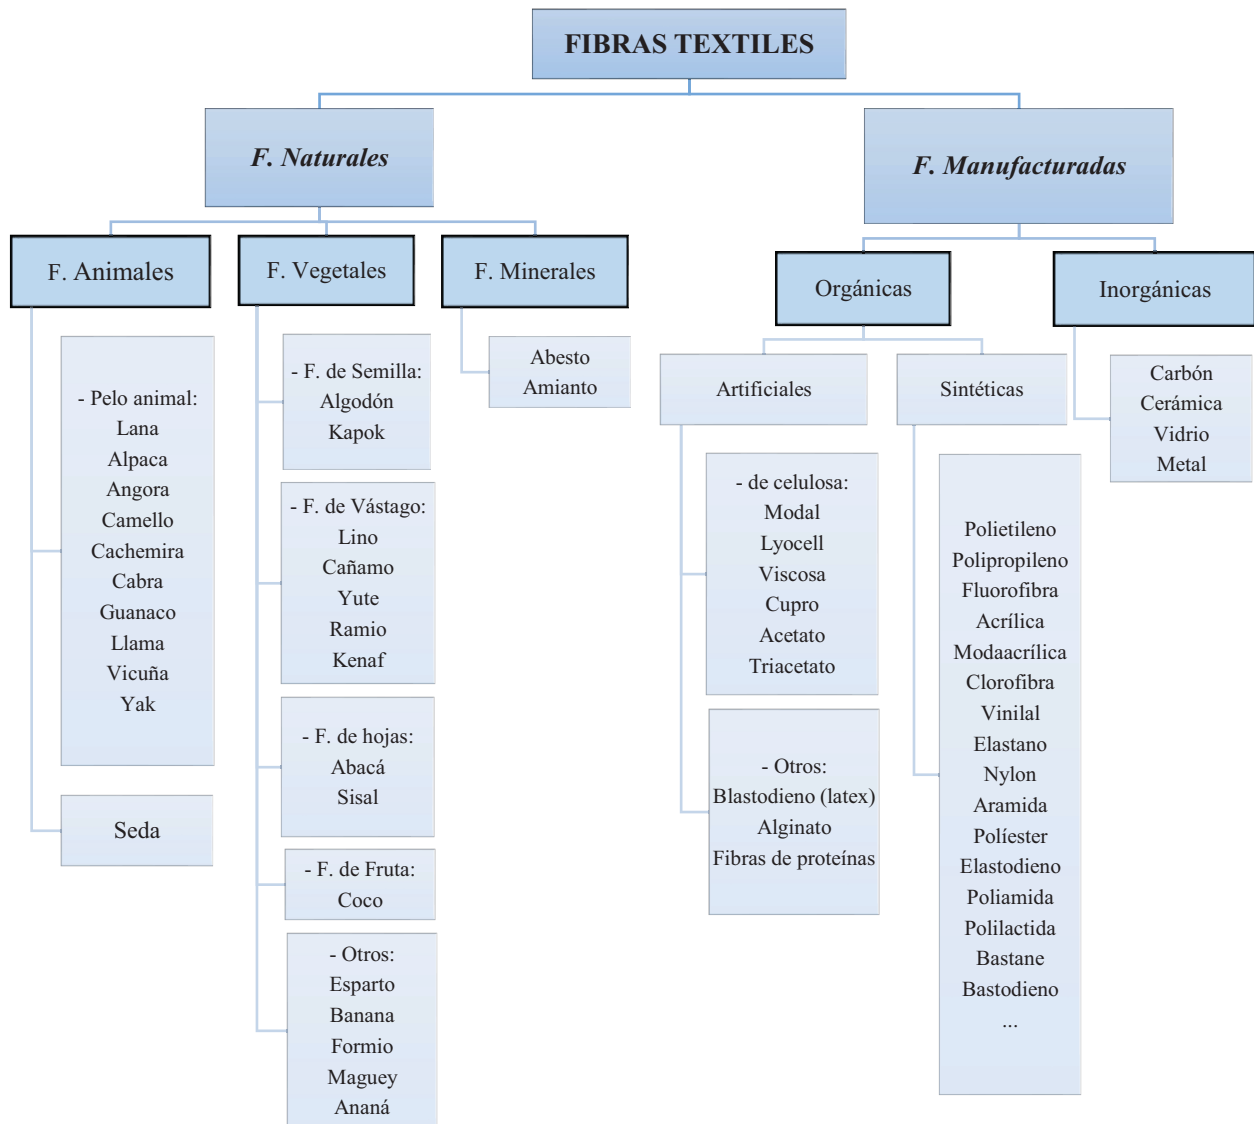 FIBRAS TEXTILES
F. Naturales
F. Manufacturadas
F. Animales
F. Vegetales
F. Minerales
Orgánicas
Inorgánicas
- Pelo animal:
Lana
Alpaca
Angora
Camello
Cachemira
Cabra
Guanaco
Llama
Vicuña
Yak
Seda
- F. de Semilla:
Algodón
Kapok
- F. de Vástago:
Lino
Cañamo
Yute
Ramio
Kenaf
- F. de hojas:
Abacá
Sisal
- F. de Fruta:
Coco
- Otros:
Esparto
Banana
Formio
Maguey
Ananá
Abesto
Amianto
Artificiales
Sintéticas
- de celulosa:
Modal
Lyocell
Viscosa
Cupro
Acetato
Triacetato
- Otros:
Blastodieno (latex)
Alginato
Fibras de proteínas
Polietileno
Polipropileno
Fluorofibra
Acrílica
Modaacrílica
Clorofibra
Vinilal
Elastano
Nylon
Aramida
Políester
Elastodieno
Poliamida
Polilactida
Bastane
Bastodieno
...
Carbón
Cerámica
Vidrio
Metal